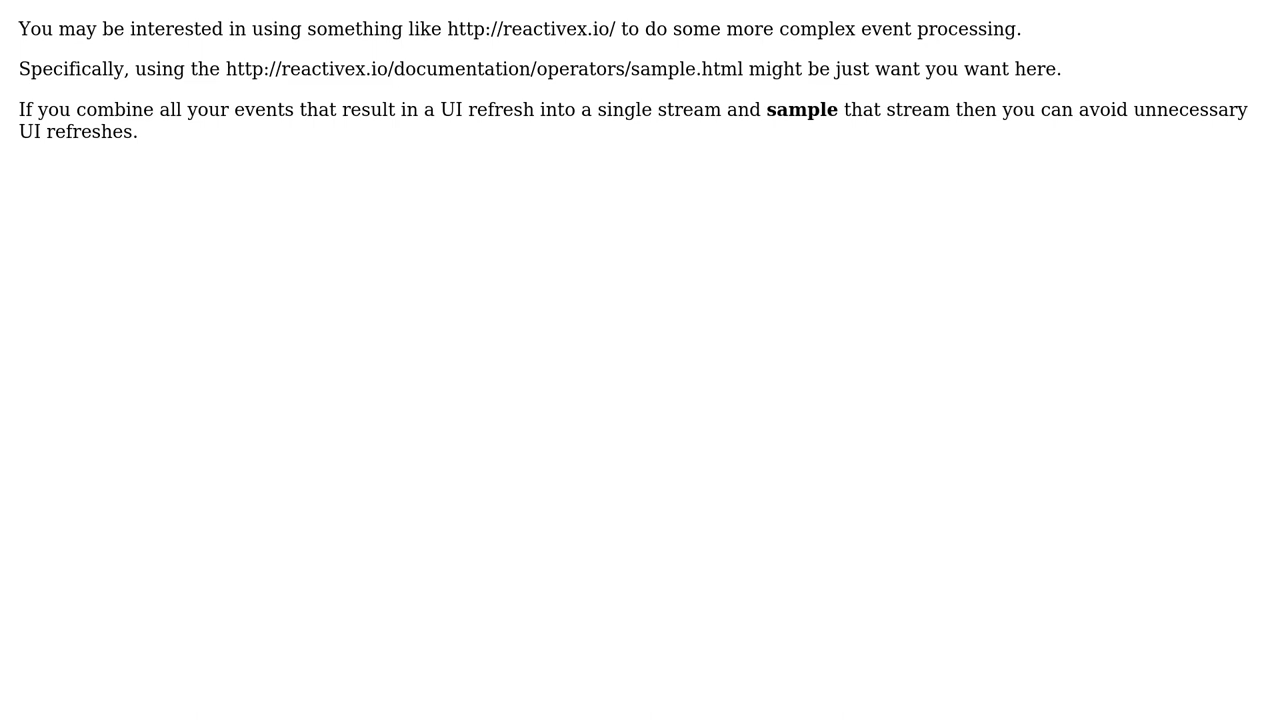 You may be interested in using something like http://reactivex.io/ to do some more complex event processing.
Specifically, using the http://reactivex.io/documentation/operators/sample.html might be just want you want here.
If you combine all your events that result in a UI refresh into a single stream and sample that stream then you can avoid unnecessary
UI refreshes.